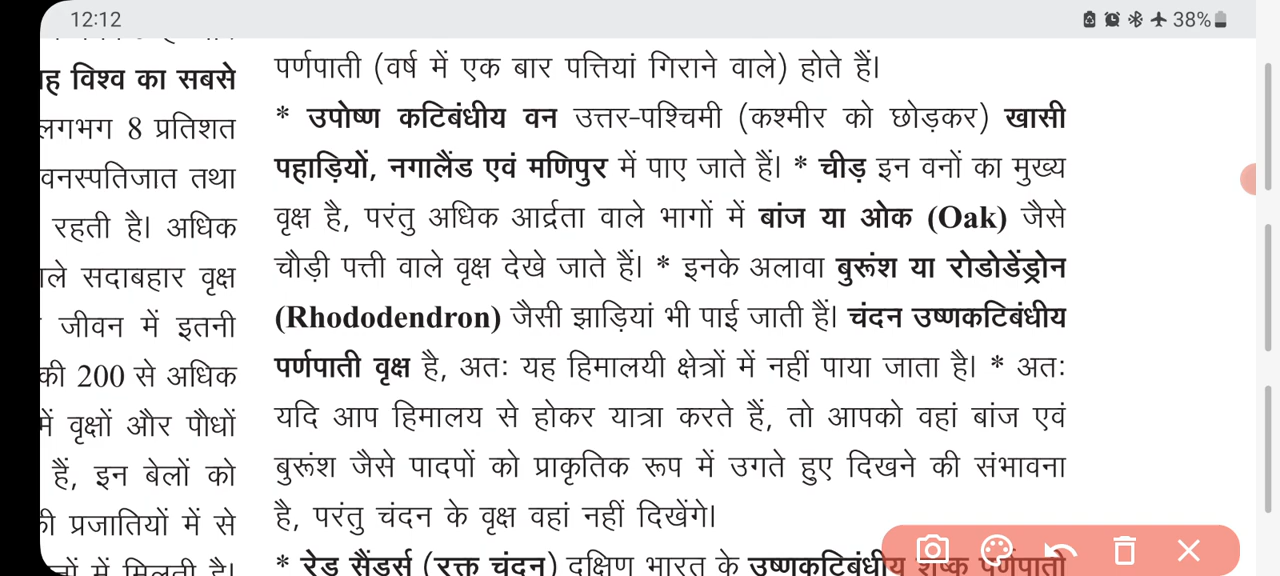 12:12
38%
ह विश्व का सबसे
लगभग 8 प्रतिशत
वनस्पतिजात तथा
रहती है। अधिक
ले सदाबहार वृक्ष
जीवन में इतनी
की 200 से अधिक
में वृक्षों और पौधों
हैं, इन बेलों को
की प्रजातियों में से
में मिलती है।
पर्णपाती (वर्ष में एक बार पत्तियां गिराने वाले) होते हैं।
* उपोष्ण कटिबंधीय वन उत्तर-पश्चिमी (कश्मीर को छोड़कर) खासी
पहाड़ियों, नगालैंड एवं मणिपुर में पाए जाते हैं। * चीड़ इन वनों का मुख्य
वृक्ष है, परंतु अधिक आर्द्रता वाले भागों में बांज या ओक (Oak) जैसे
चौड़ी पत्ती वाले वृक्ष देखे जाते हैं। * इनके अलावा बुरूंश या रोडोडेंड्रोन
(Rhododendron) जैसी झाड़ियां भी पाई जाती हैं। चंदन उष्णकटिबंधीय
पर्णपाती वृक्ष है, अतः यह हिमालयी क्षेत्रों में नहीं पाया जाता है। * अतः
यदि आप हिमालय से होकर यात्रा करते हैं, तो आपको वहां बांज एवं
बुरूंश जैसे पादपों को प्राकृतिक रूप में उगते हुए दिखने की संभावना
है, परंतु चंदन के वृक्ष वहां नहीं दिखेंगे।
* रेड सैंडर्स (रक्त चंदन) दक्षिण भारत के उष्णकटिबंधीय शुष्क पर्णपाती